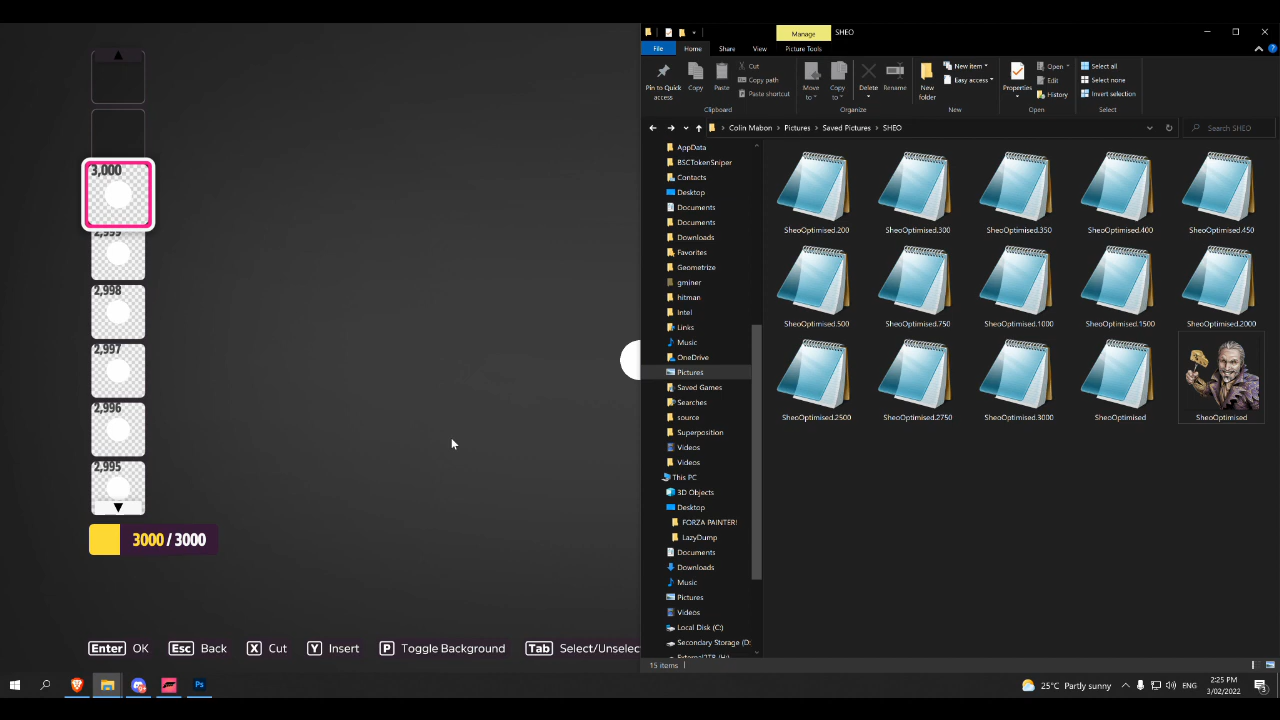 3,000
2,999
2,998
2,997
2,996
2,995
3000 / 3000
Enter OK Esc Back X Cut Y Insert P Toggle Background Tab Select/Unselec
Manage SHEO
File Home Share View Picture Tools
Pin to Quick access
Copy
Paste
Cut
Copy path
Paste shortcut
Clipboard
Move to
Copy to
Delete
Rename
Organize
New folder
New item
Easy access
New
Properties
Open
Edit
History
Open
Select all
Select none
Invert selection
Select
Colin Mabon > Pictures > Saved Pictures > SHEO
Search SHEO
AppData
BSCTokenSniper
Contacts
Desktop
Documents
Documents
Downloads
Favorites
Geometrize
gminer
hitman
Intel
Links
Music
OneDrive
Pictures
Saved Games
Searches
source
Superposition
Videos
Videos
This PC
3D Objects
Desktop
FORZA PAINTER!
LazyDump
Documents
Downloads
Music
Pictures
Videos
Local Disk (C:)
Secondary Storage (D:
SheoOptimised.200 SheoOptimised.300 SheoOptimised.350 SheoOptimised.400 SheoOptimised.450
SheoOptimised.500 SheoOptimised.750 SheoOptimised.1000 SheoOptimised.1500 SheoOptimised.2000
SheoOptimised.2500 SheoOptimised.2750 SheoOptimised.3000 SheoOptimised SheoOptimised
15 items
Ps
25°C Partly sunny
ENG
2:25 PM
3/02/2022
3